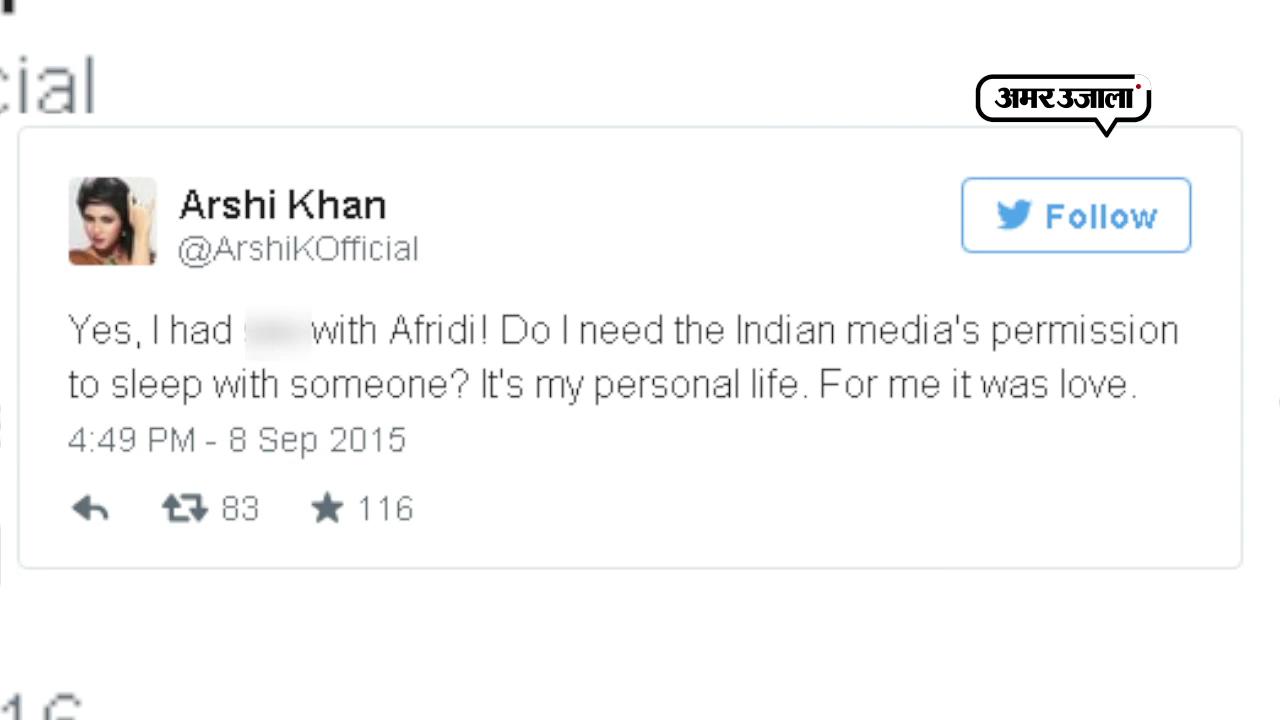 cial
अमर उजाला
Arshi Khan
@ArshiKOfficial
Follow
Yes, I had with Afridi! Do I need the Indian media's permission
to sleep with someone? It's my personal life. For me it was love.
4:49 PM - 8 Sep 2015
83 116